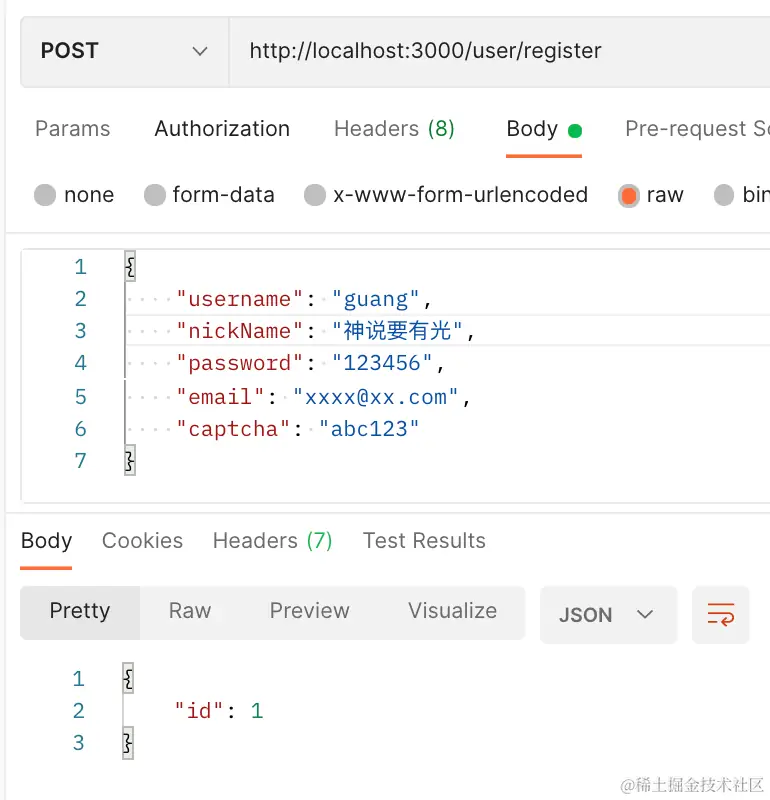 POST http://localhost:3000/user/register
Params Authorization Headers (8) Body Pre-request Sc
none form-data x-www-form-urlencoded raw bin
1 {
2 "username": "guang",
3 "nickName": "神说要有光",
4 "password": "123456",
5 "email": "xxxx@xx.com",
6 "captcha": "abc123"
7 }
Body Cookies Headers (7) Test Results
Pretty Raw Preview Visualize JSON
1 {
2 "id": 1
3 }
@稀土掘金技术社区